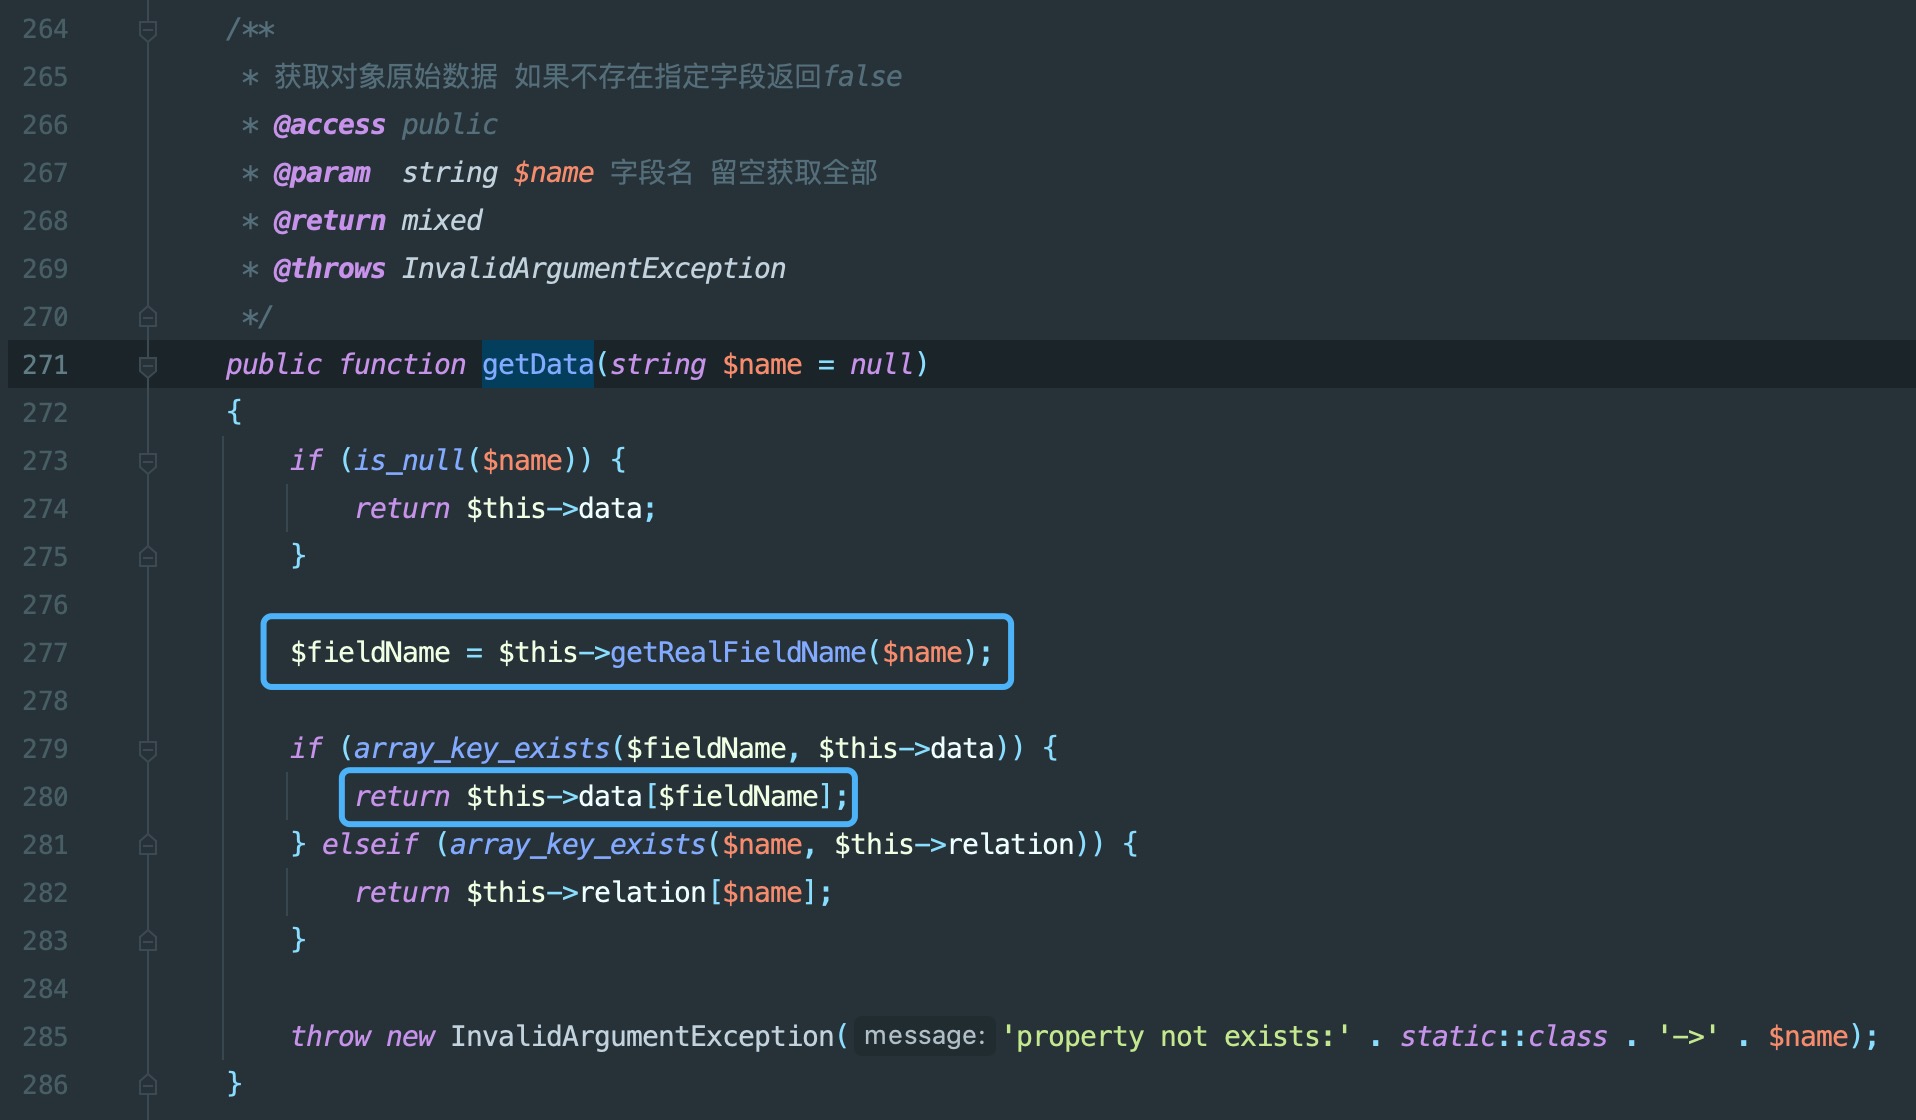 264 /**
265 * 获取对象原始数据 如果不存在指定字段返回false
266 * @access public
267 * @param  string $name 字段名 留空获取全部
268 * @return mixed
269 * @throws InvalidArgumentException
270 */
271 public function getData(string $name = null)
272 {
273 if (is_null($name)) {
274 return $this->data;
275 }
276
277 $fieldName = $this->getRealFieldName($name);
278
279 if (array_key_exists($fieldName, $this->data)) {
280 return $this->data[$fieldName];
281 } elseif (array_key_exists($name, $this->relation)) {
282 return $this->relation[$name];
283 }
284
285 throw new InvalidArgumentException( message: 'property not exists:' . static::class . '->' . $name);
286 }